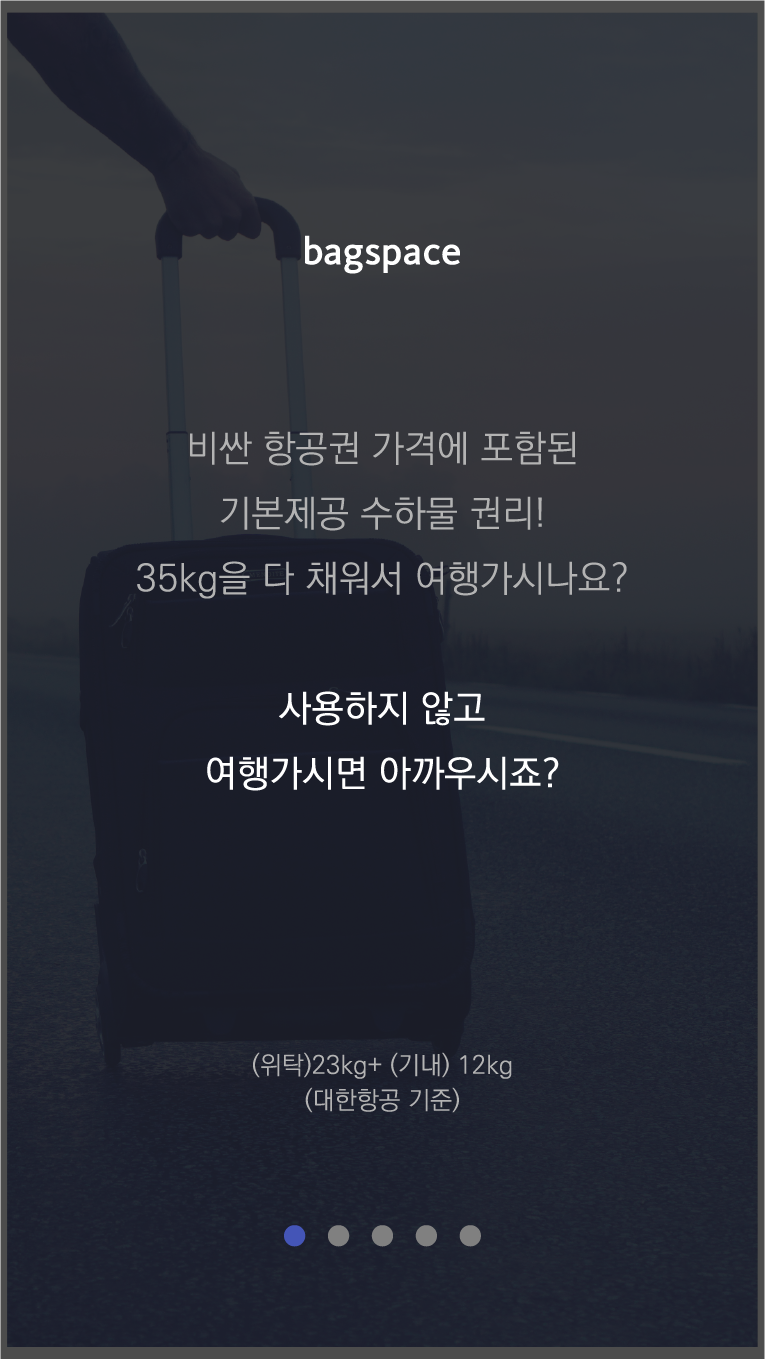 bagspace
비싼 항공권 가격에 포함된
기본제공 수하물 권리!
35kg을 다 채워서 여행가시나요?
사용하지 않고
여행가시면 아까우시죠?
(위탁)23kg+ (기내) 12kg
(대한항공 기준)